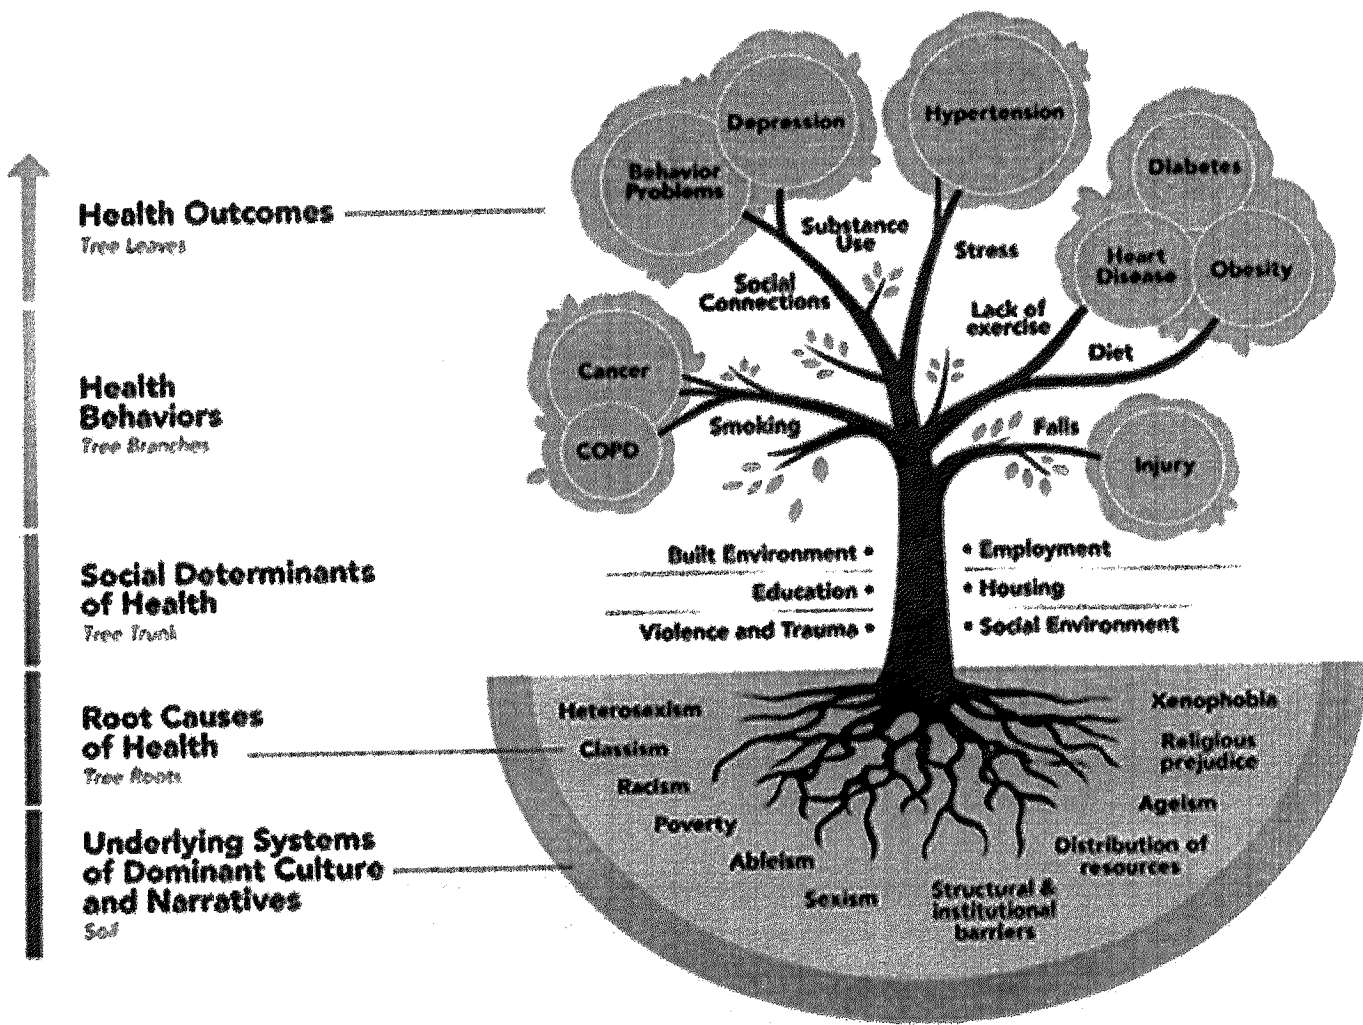 Health Outcomes
Tree Leaves
Health
Behaviors
Tree Branches
Social Determinants
of Health
Tree Trunk
Root Causes
of Health
Tree Roots
Underlying Systems
of Dominant Culture
and Narratives
Soil
Depression
Behavior
Problems
Hypertension
Diabetes
Heart
Disease
Obesity
Substance
Use
Stress
Social
Connections
Lack of
exercise
Diet
Cancer
COPD
Smoking
Falls
Injury
Built Environment •
Education •
Violence and Trauma •
• Employment
• Housing
• Social Environment
Heterosexism
Classism
Racism
Poverty
Ableism
Sexism
Structural &
institutional
barriers
Distribution of
resources
Ageism
Religious
prejudice
Xenophobia